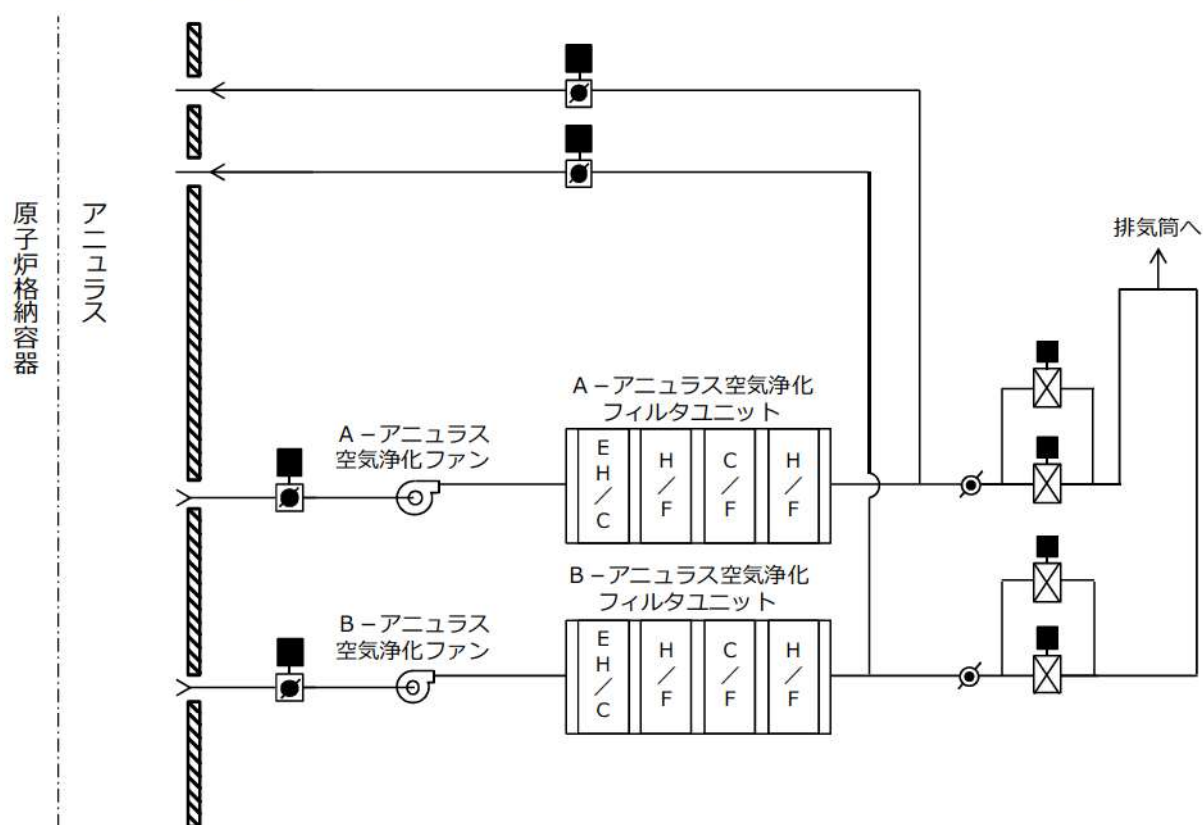 原子炉格納容器
アニュラス
排気筒へ
A-アニュラス空気浄化
フィルタユニット
A-アニュラス
空気浄化ファン
EH/C
H/F
C/F
H/F
B-アニュラス空気浄化
フィルタユニット
B-アニュラス
空気浄化ファン
EH/C
H/F
C/F
H/F